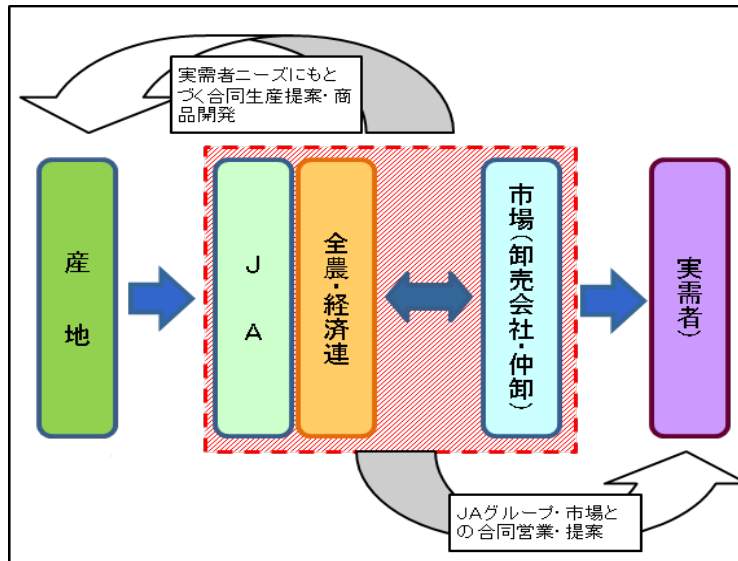 実需者ニーズにもと
づく合同生産提案・商
品開発
産地
JA
全農・経済連
市場(卸売会社・仲卸)
実需者)
JAグループ・市場と
の合同営業・提案